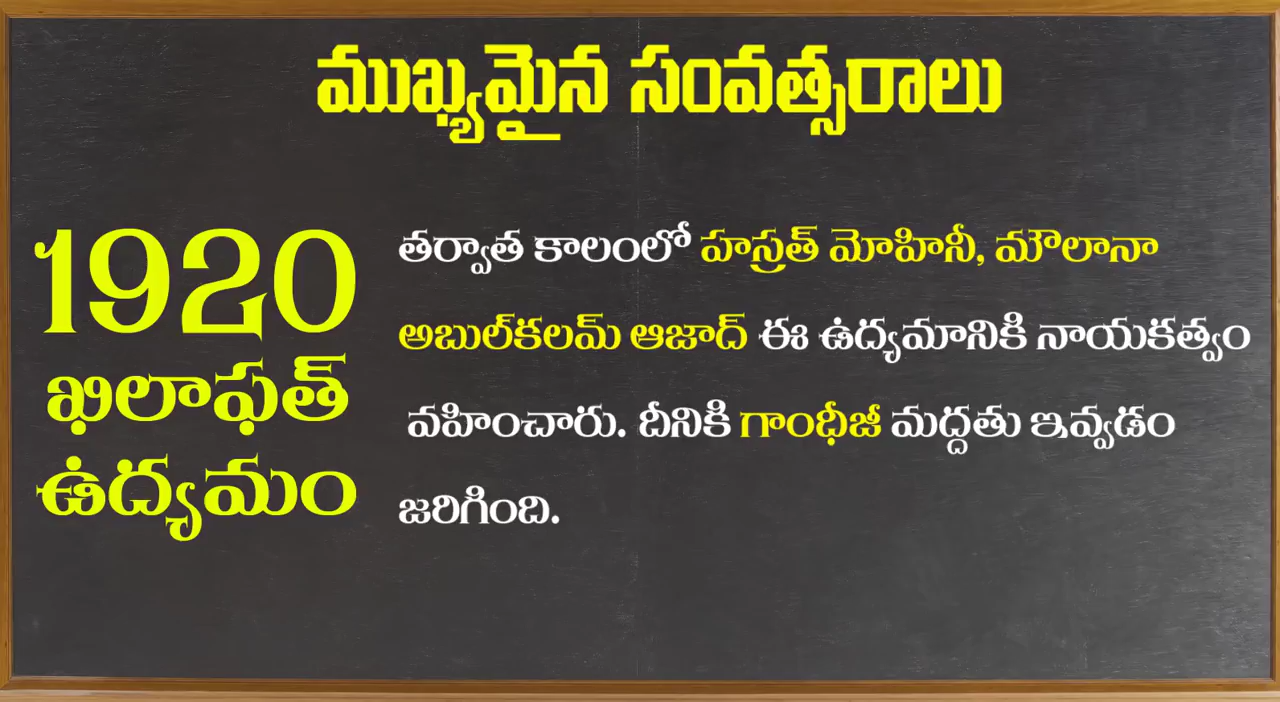 ముఖ్యమైన సంవత్సరాలు
1920
ఖిలాఫత్
ఉద్యమం
తర్వాత కాలంలో హస్రత్ మోహినీ, మౌలానా
అబుల్‌కలమ్ ఆజాద్ ఈ ఉద్యమానికి నాయకత్వం
వహించారు. దీనికి గాంధీజీ మద్దతు ఇవ్వడం
జరిగింది.